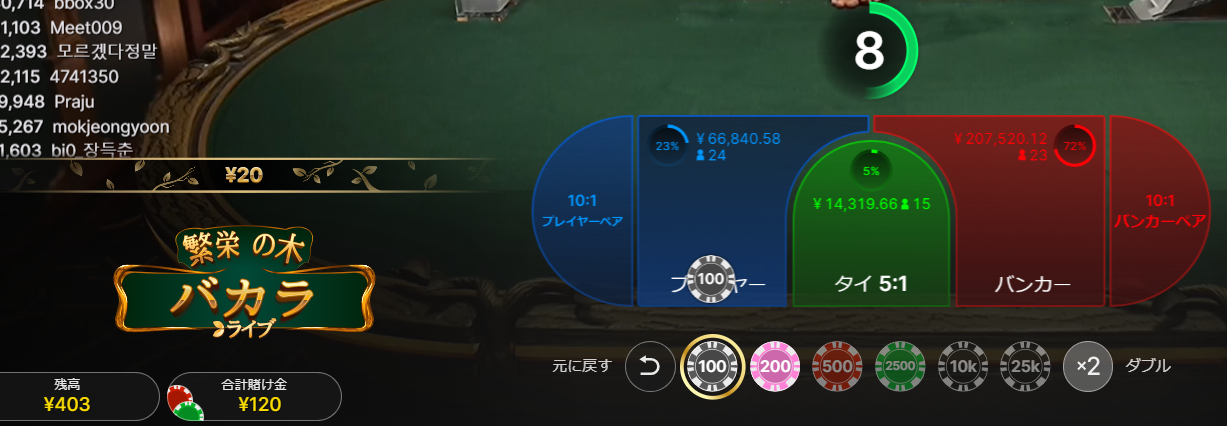 bbox30
1,103 Meet009
2,393 모르겠다정말
2,115 4741350
9,948 Praju
5,267 mokjeongyoon
1,603 bi0_장득춘
¥20
8
23%
¥ 66,840.58
24
¥ 207,520.12
23
72%
5%
¥ 14,319.66 15
10:1
プレイヤーペア
10:1
バンカーペア
100
タイ 5:1
バンカー
繁栄の木
バカラ
ライブ
元に戻す
100
200
500
2500
10k
25k
×2
ダブル
残高
¥403
合計賭け金
¥120